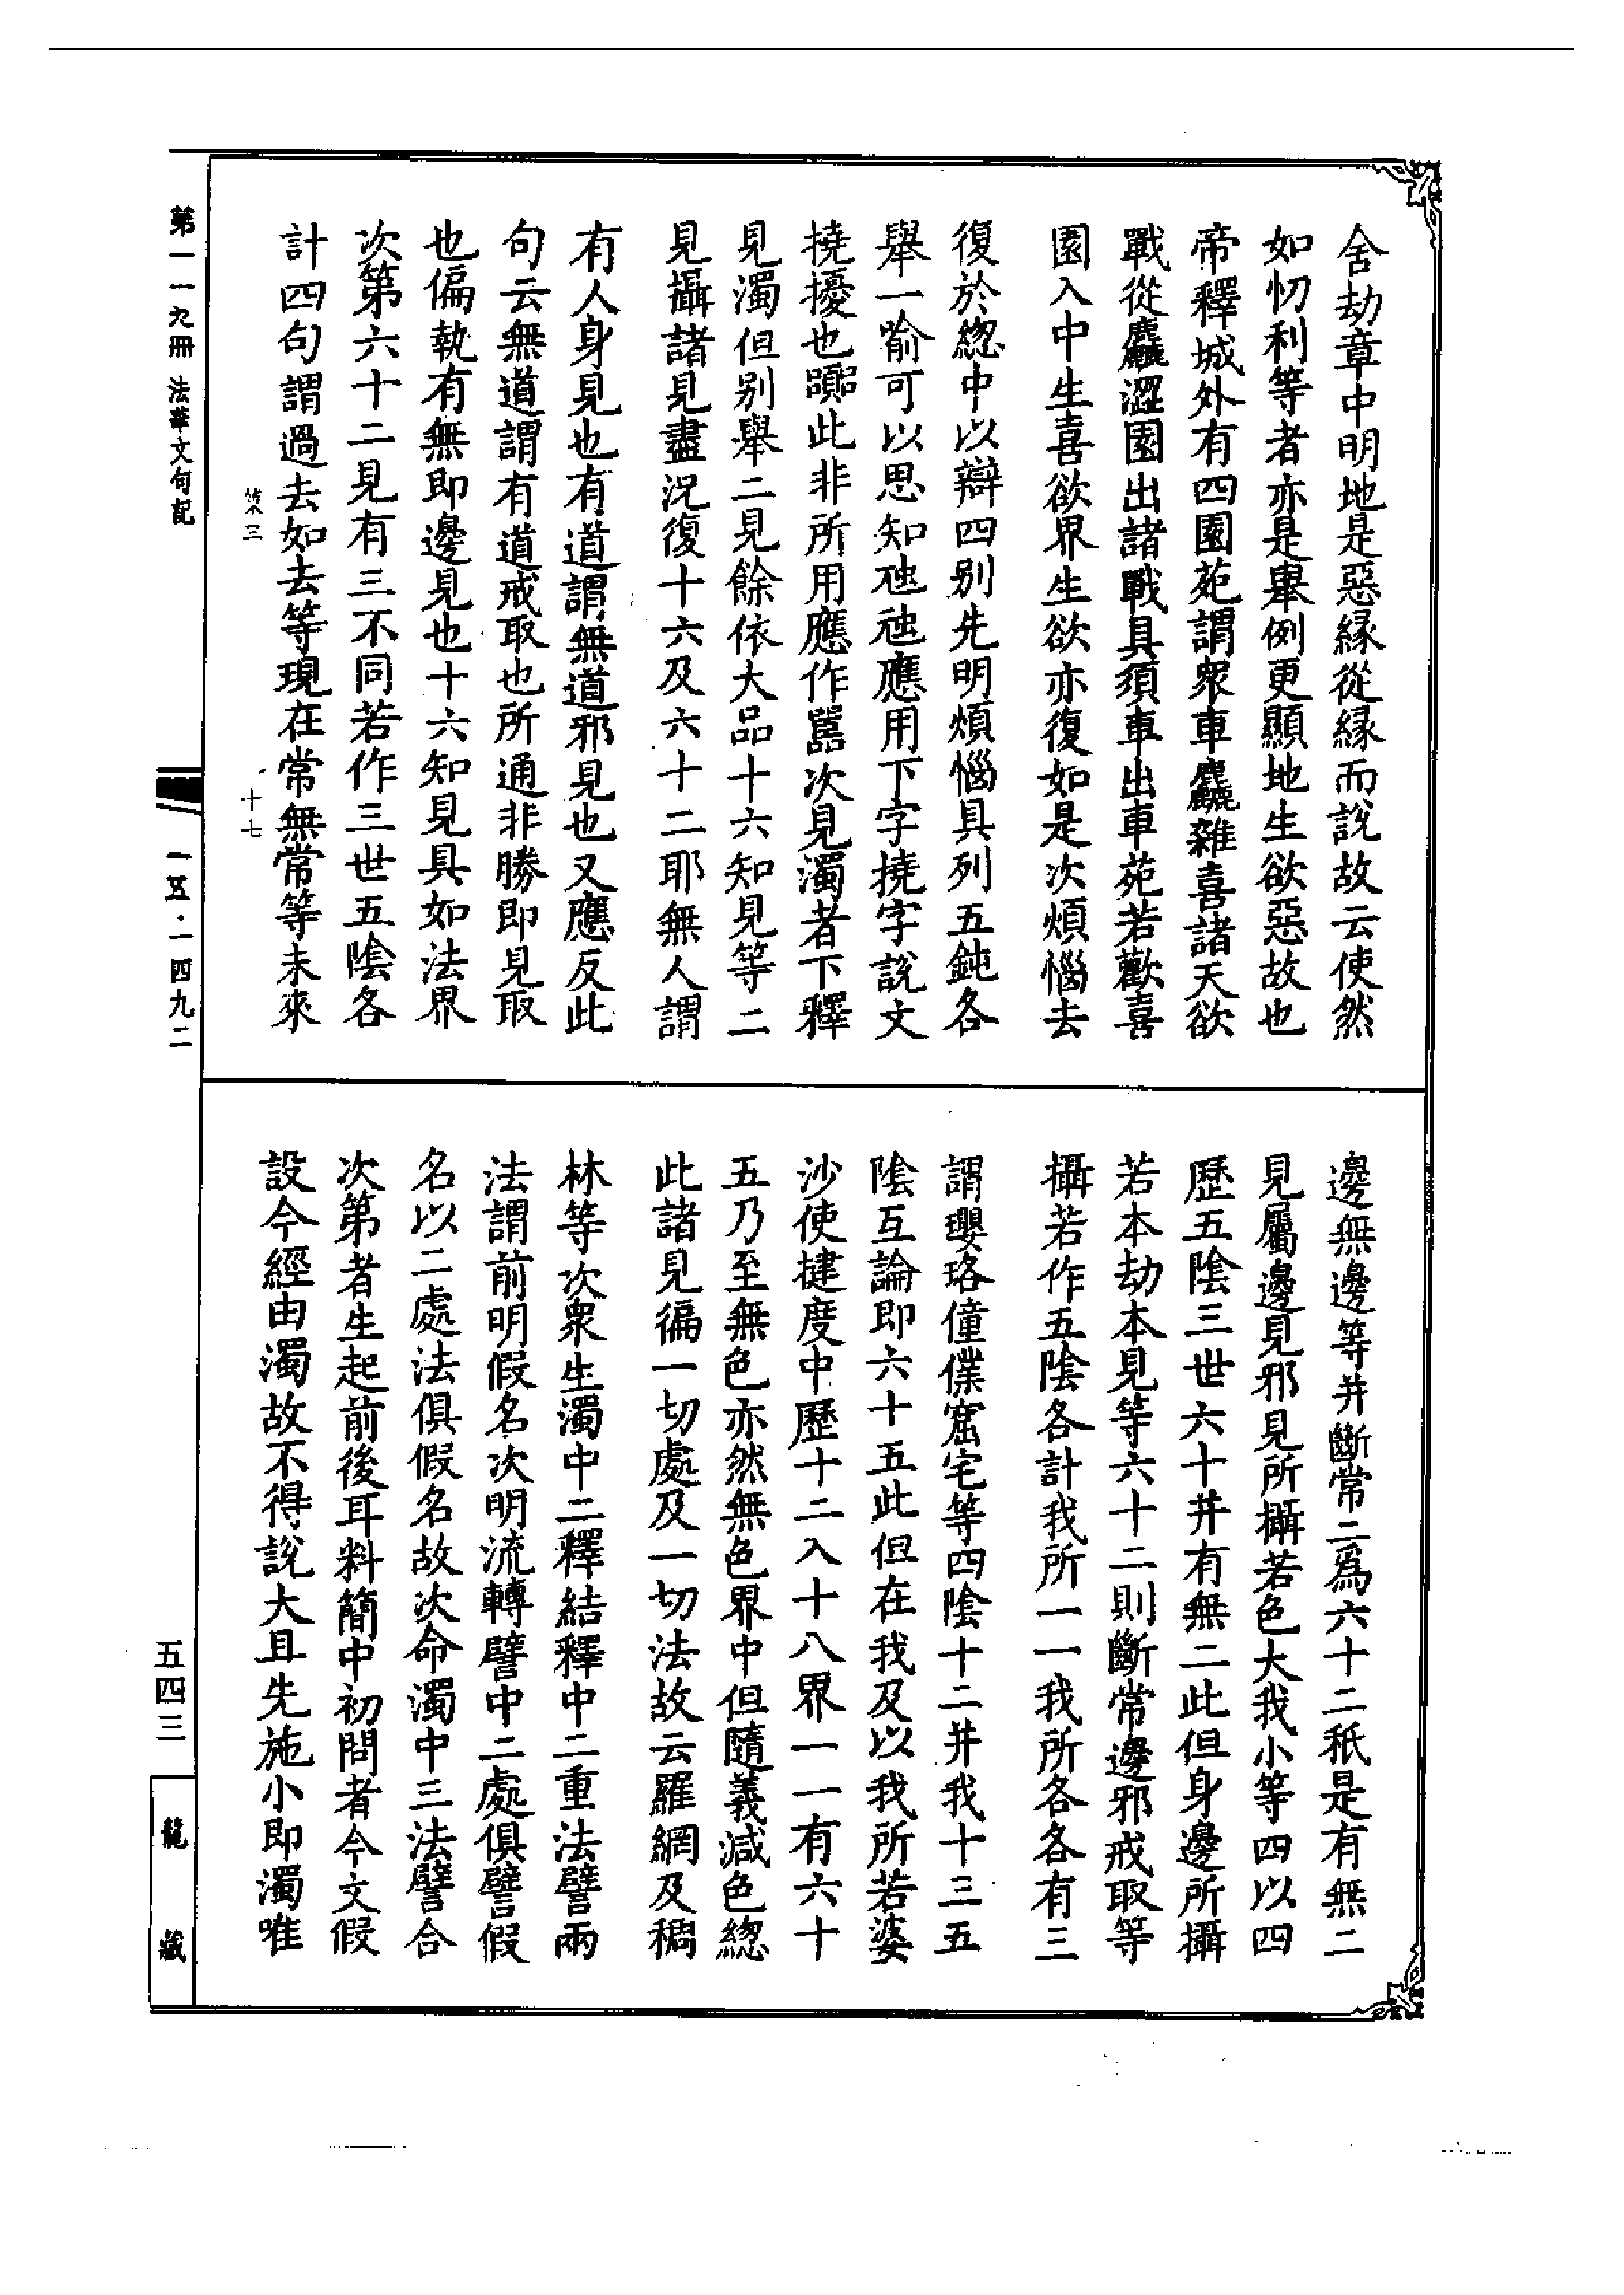 舍劫章中明地是惡緣從緣而說故云使然
如忉利等者亦是舉例更顯地生欲惡故也
帝釋城外有四園苑謂衆車麤雜喜諸天欲
戰從麤澀園出諸戰具須車出車苑若歡喜
園入中生喜欲界生欲亦復如是次煩惱去
復於緫中以辯四別先明煩惱具列五鈍各
舉一喻可以思知虺虺應用下字撓字說文
撓擾也此非所用應作嚚次見濁者下釋
見濁但别舉二見餘依大品十六知見等二
見攝諸見盡況復十六及六十二耶無人謂
有人身見也有道謂無道邪見也又應反此
句云無道謂有道戒取也所通非勝即見取
也偏執有無即邊見也十六知見具如法界
次第六十二見有三不同若作三世五陰各
計四句謂過去如去等現在常無常等未來
邊無邊等并斷常二爲六十二秖是有無二
見屬邊見邪見所攝若色大我小等四以四
歷五陰三世六十并有無二此但身邊所攝
若本劫本見等六十二則斷常邊邪戒取等
攝若作五陰各計我所一一我所各各有三
謂瓔珞僮僕窟宅等四陰十二并我十三五
陰互論即六十五此但在我及以我所若婆
沙使揵度中歷十二入十八界一一有六十
五乃至無色亦然無色界中但隨義減色緫
此諸見徧一切處及一切法故云羅網及稠
林等次衆生濁中二釋結釋中二重法譬兩
法謂前明假名次明流轉譬中二處俱譬假
名以二處法俱假名故次命濁中三法譬合
次第者生起前後耳料簡中初問者今文假
設今經由濁故不得說大且先施小即濁唯
第一一九冊 法華文句記
三
十七
一五·一四九二
五四三
龍藏